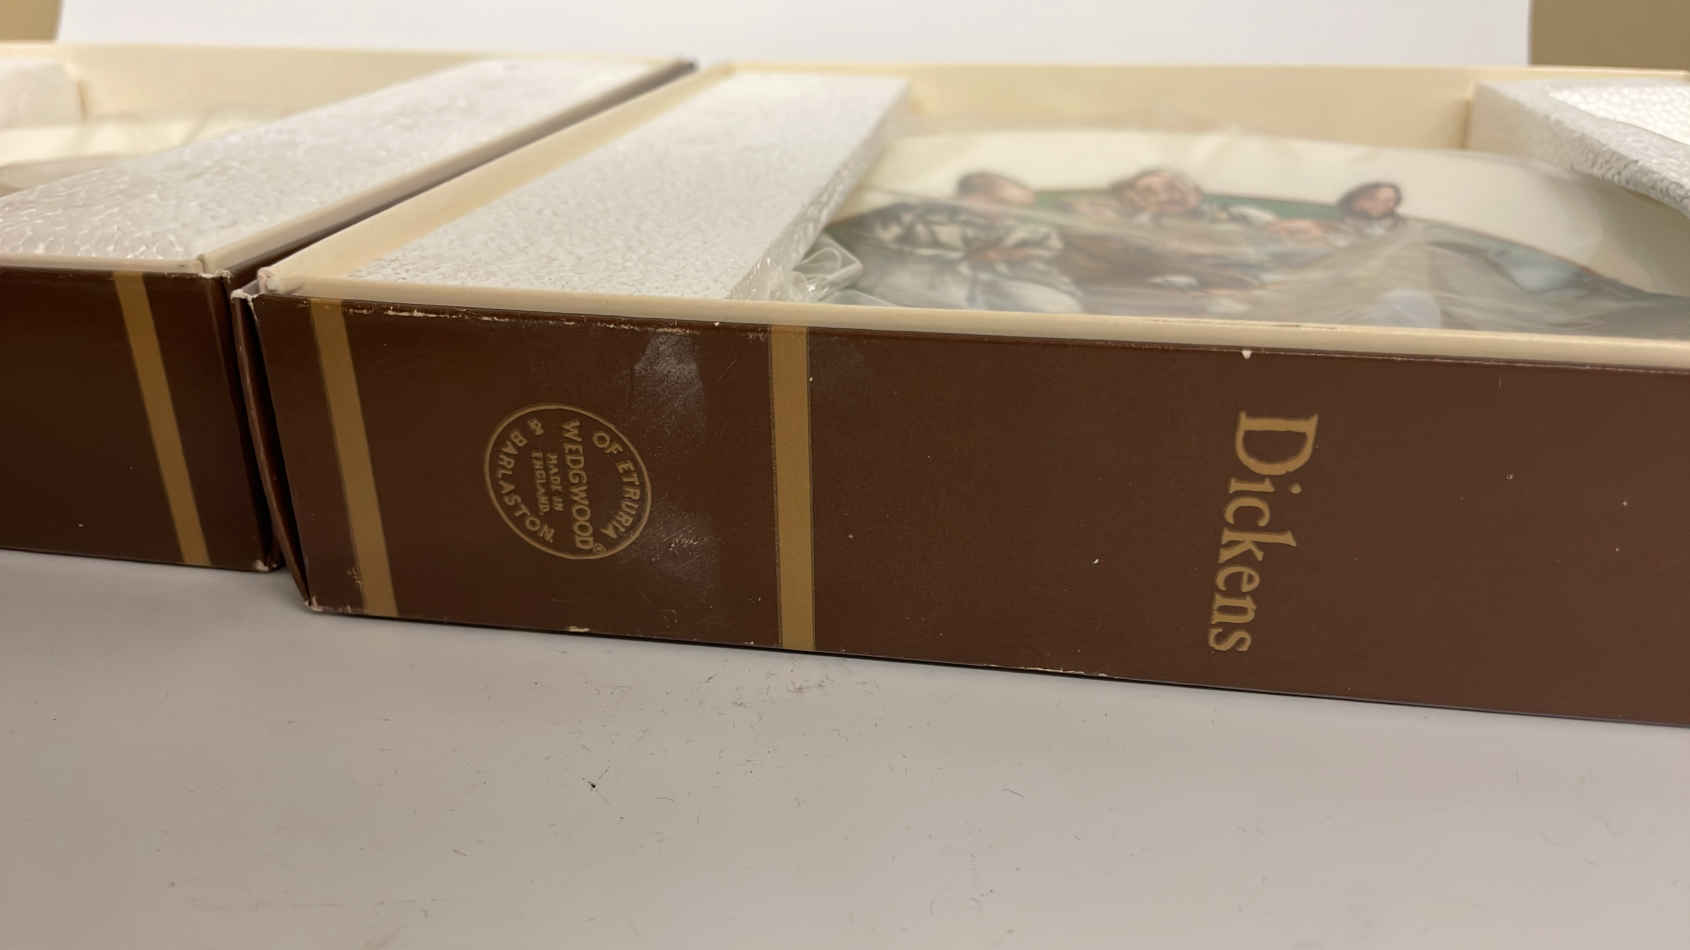 OF ETRURIA
WEDGWOOD®
MADE IN
ENGLAND.
& BARLASTON
Dickens